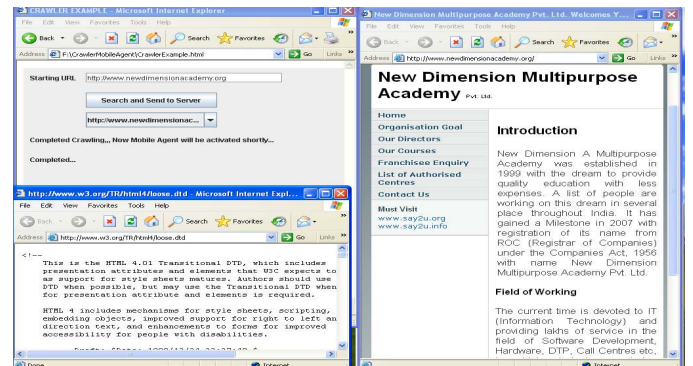 CRAWLER EXAMPLE - Microsoft Internet Explorer
File Edit View Favorites Tools Help
Back Search Favorites
Address F:\CrawlerMobileAgent\CrawlerExample.html Go Links
Starting URL http://www.newdimensionacademy.org
Search and Send to Server
http://www.newdimensionac...
Completed Crawling,,, Now Mobile Agent will be activated shortly...
Completed...
http://www.w3.org/TR/html4/loose.dtd - Microsoft Internet Expl...
File Edit View Favorites Tools Help
Back Search Favorites
Address http://www.w3.org/TR/html4/loose.dtd Go Links
<!--
This is the HTML 4.01 Transitional DTD, which includes
presentation attributes and elements that W3C expects to
as support for style sheets matures. Authors should use
DTD when possible, but may use the Transitional DTD when
for presentation attribute and elements is required.
HTML 4 includes mechanisms for style sheets, scripting,
embedding objects, improved support for right to left an
direction text, and enhancements to forms for improved
accessibility for people with disabilities.
Done Internet
New Dimension Multipurpose Academy Pvt. Ltd. Welcomes Y...
File Edit View Favorites Tools Help
Back Search Favorites
Address http://www.newdimensionacademy.org/ Go Links
New Dimension Multipurpose
Academy Pvt. Ltd.
Home
Organisation Goal
Our Directors
Our Courses
Franchisee Enquiry
List of Authorised
Centres
Contact Us
Must Visit
www.say2u.org
www.say2u.info
Introduction
New Dimension A Multipurpose
Academy was established in
1999 with the dream to provide
quality education with less
expenses. A list of people are
working on this dream in several
place throughout India. It has
gained a Milestone in 2007 with
registration of its name from
ROC (Registrar of Companies)
under the Companies Act, 1956
with name New Dimension
Multipurpose Academy Pvt. Ltd.
Field of Working
The current time is devoted to IT
(Information Technology) and
providing lakhs of service in the
field of Software Development,
Hardware, DTP, Call Centres etc,
Internet